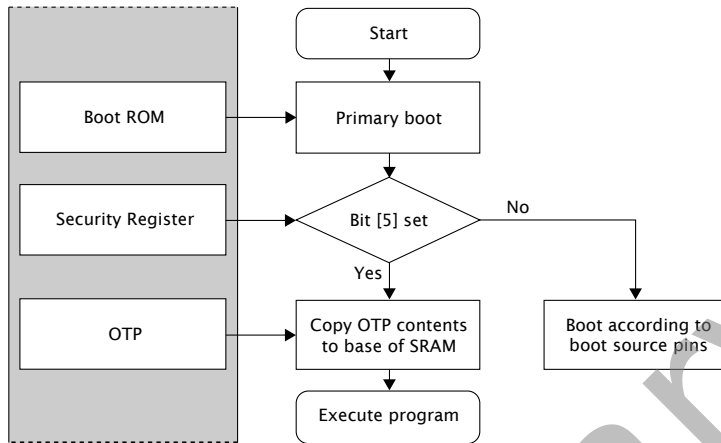 Start
Boot ROM
Primary boot
Security Register
Bit [5] set
No
Yes
OTP
Copy OTP contents
to base of SRAM
Boot according to
boot source pins
Execute program